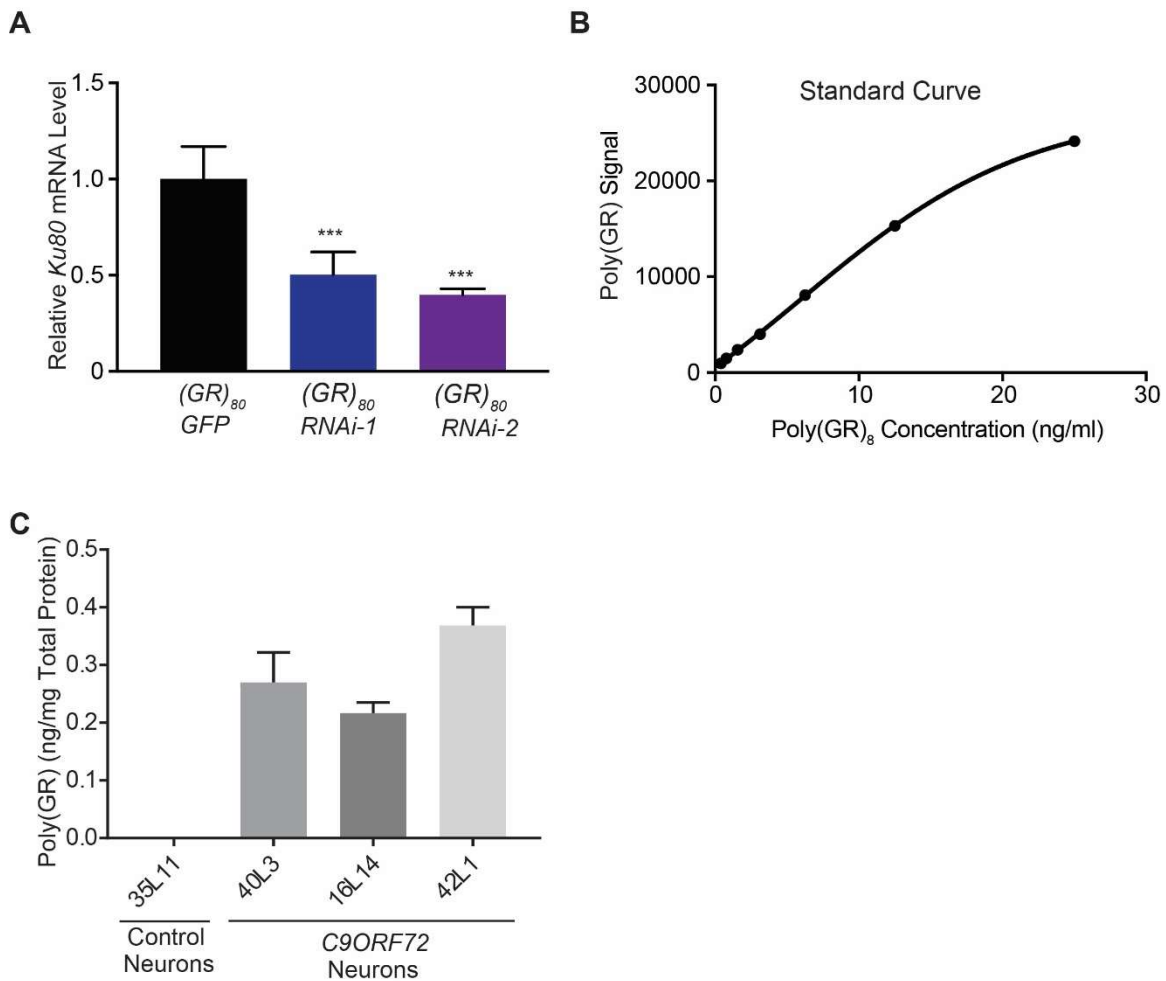 A
Relative Ku80 mRNA Level
1.5
1.0
0.5
0
***
***
(GR)80
GFP
(GR)80
RNAi-1
(GR)80
RNAi-2
B
Standard Curve
Poly(GR) Signal
30000
20000
10000
0
0
10
20
30
Poly(GR)8 Concentration (ng/ml)
C
Poly(GR) (ng/mg Total Protein)
0.5
0.4
0.3
0.2
0.1
0.0
35L11
40L3
16L14
42L1
Control
Neurons
C9ORF72
Neurons